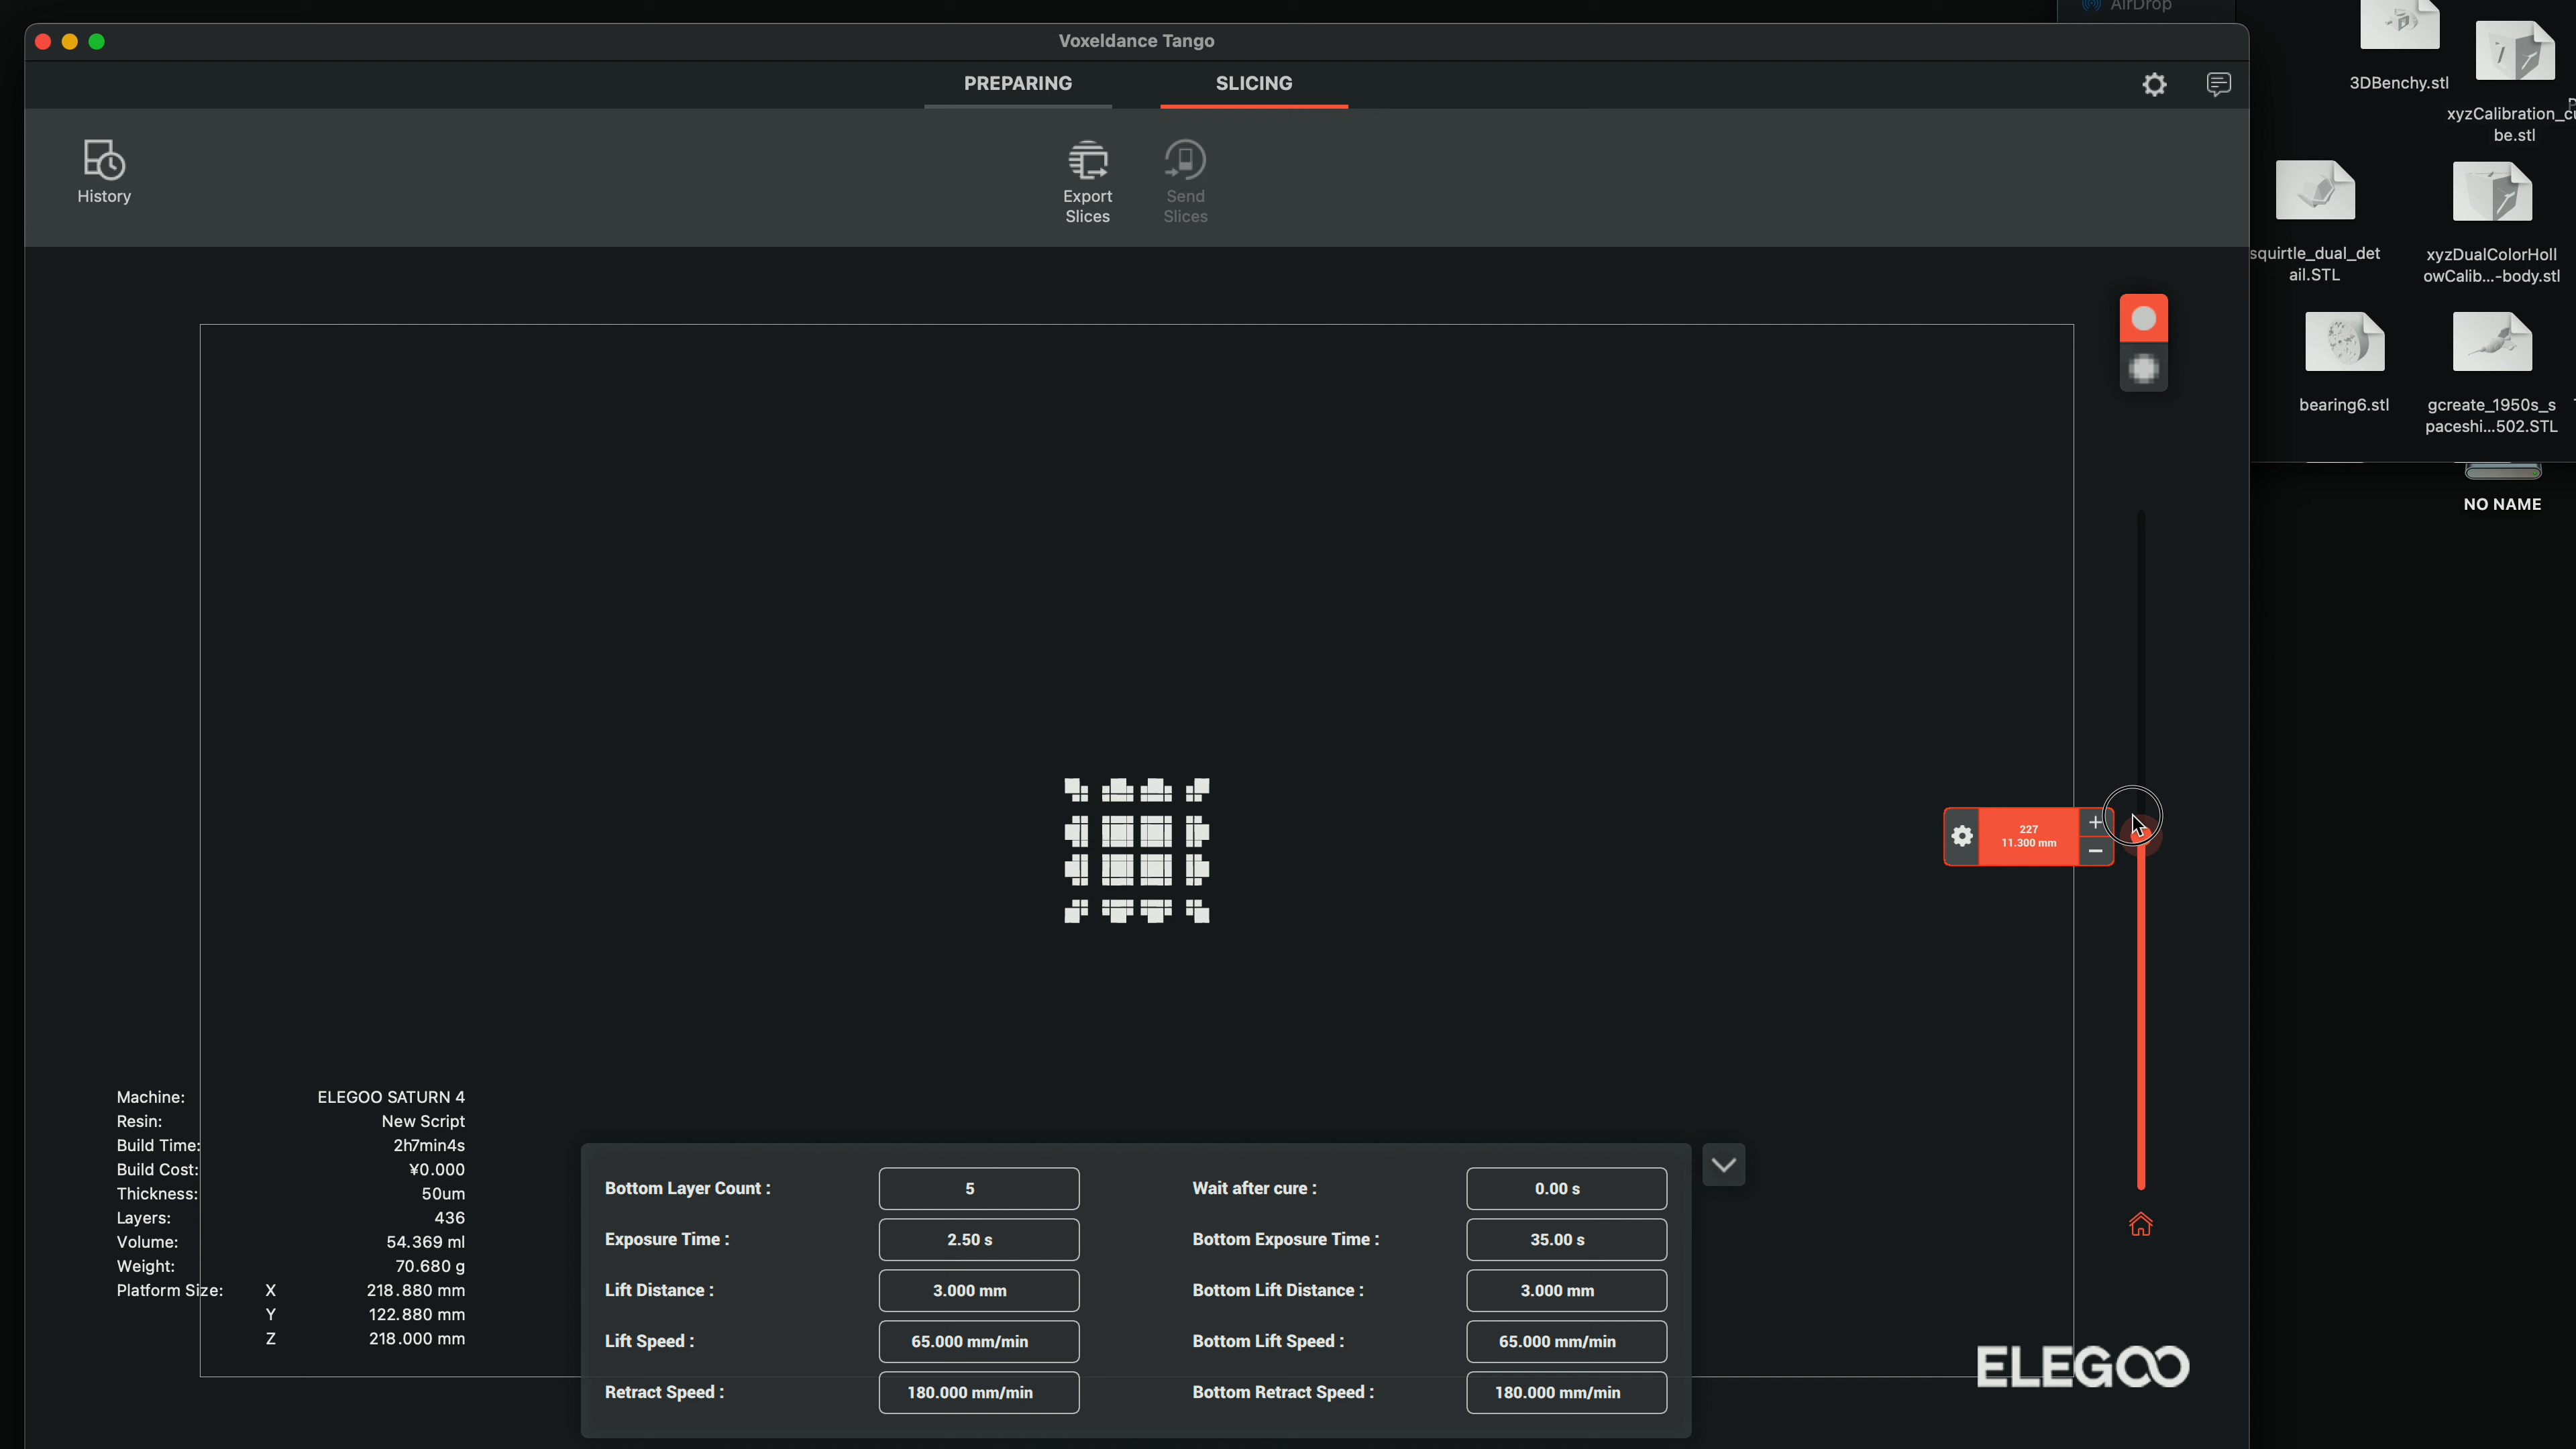 AirDrop
Voxeldance Tango
PREPARING
SLICING
History
Export
Slices
Send
Slices
3DBenchy.stl
xyzCalibration_cu
be.stl
squirtle_dual_det
ail.STL
xyzDualColorHoll
owCalib...-body.stl
bearing6.stl
gcreate_1950s_s
paceshi...502.STL
NO NAME
227
11.300 mm
Machine: ELEGOO SATURN 4
Resin: New Script
Build Time: 2h7min4s
Build Cost: ¥0.000
Thickness: 50um
Layers: 436
Volume: 54.369 ml
Weight: 70.680 g
Platform Size: X 218.880 mm
Y 122.880 mm
Z 218.000 mm
Bottom Layer Count : 5
Exposure Time : 2.50 s
Lift Distance : 3.000 mm
Lift Speed : 65.000 mm/min
Retract Speed : 180.000 mm/min
Wait after cure : 0.00 s
Bottom Exposure Time : 35.00 s
Bottom Lift Distance : 3.000 mm
Bottom Lift Speed : 65.000 mm/min
Bottom Retract Speed : 180.000 mm/min
ELEGOO